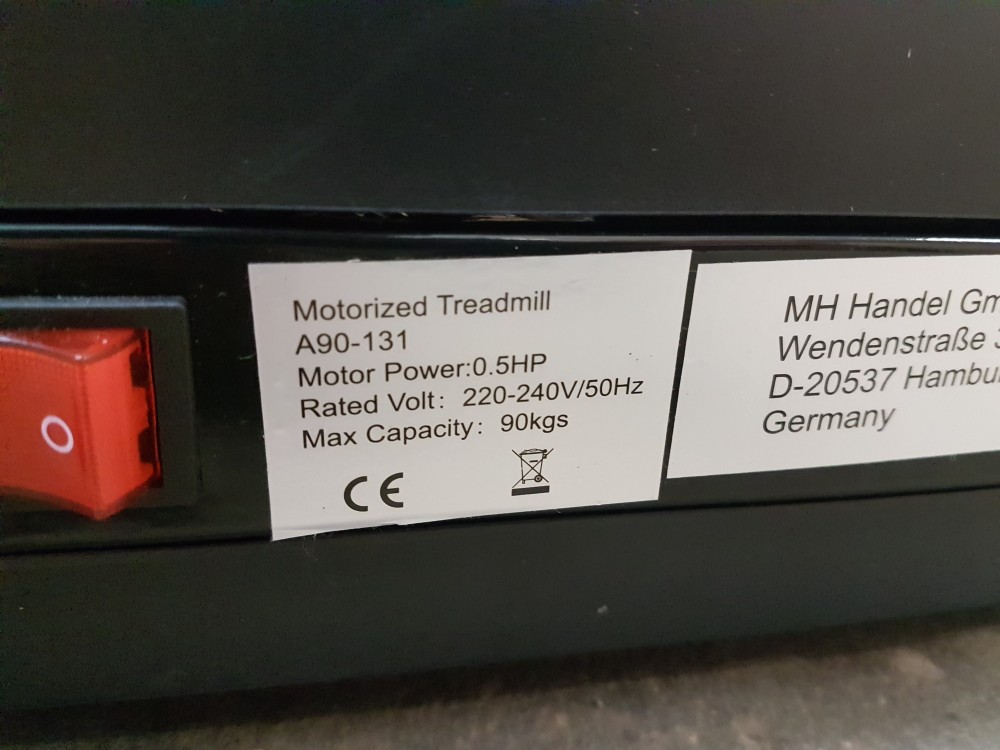 Motorized Treadmill
A90-131
Motor Power:0.5HP
Rated Volt: 220-240V/50Hz
Max Capacity: 90kgs
CE
MH Handel
Wendenstraße
D-20537
Germany
O